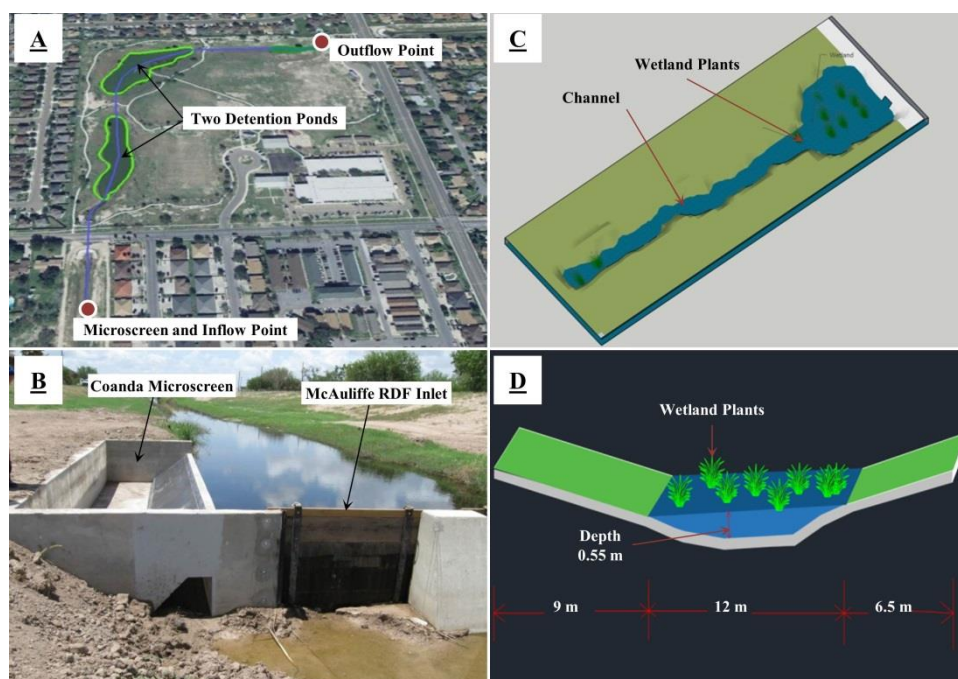 A
Outflow Point
Two Detention Ponds
Microscreen and Inflow Point
B
Coanda Microscreen
McAuliffe RDF Inlet
C
Wetland
Wetland Plants
Channel
D
Wetland Plants
Depth
0.55 m
9 m
12 m
6.5 m